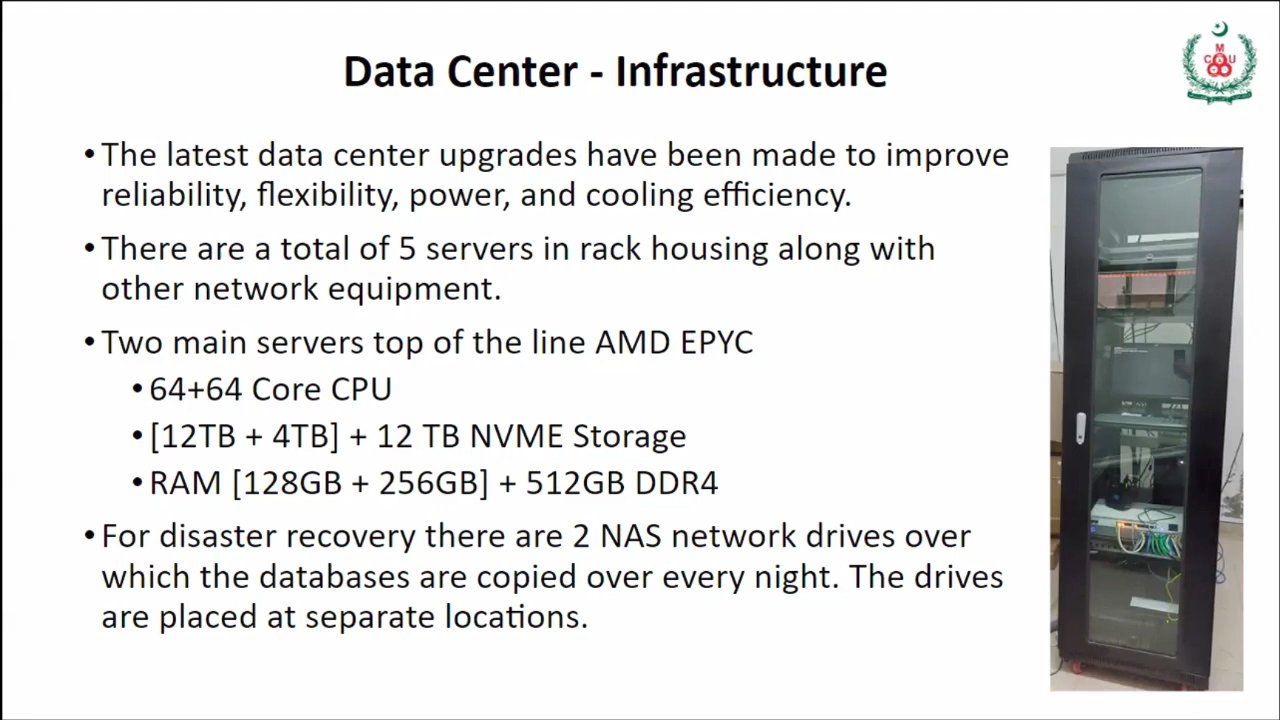 Data Center - Infrastructure
M
C U
• The latest data center upgrades have been made to improve
reliability, flexibility, power, and cooling efficiency.
• There are a total of 5 servers in rack housing along with
other network equipment.
• Two main servers top of the line AMD EPYC
• 64+64 Core CPU
• [12TB + 4TB] + 12 TB NVME Storage
• RAM [128GB + 256GB] + 512GB DDR4
• For disaster recovery there are 2 NAS network drives over
which the databases are copied over every night. The drives
are placed at separate locations.